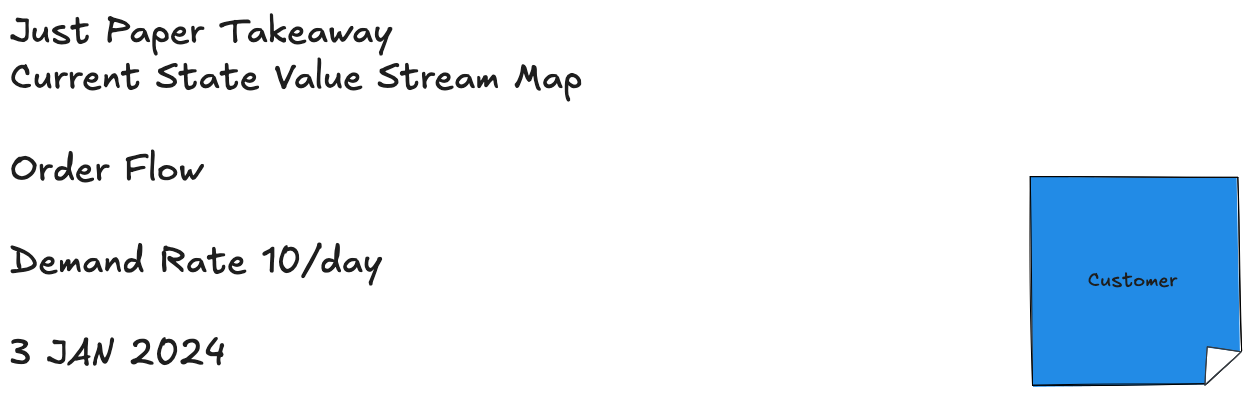 Just Paper Takeaway
Current State Value Stream Map
Order Flow
Demand Rate 10/day
3 JAN 2024
Customer